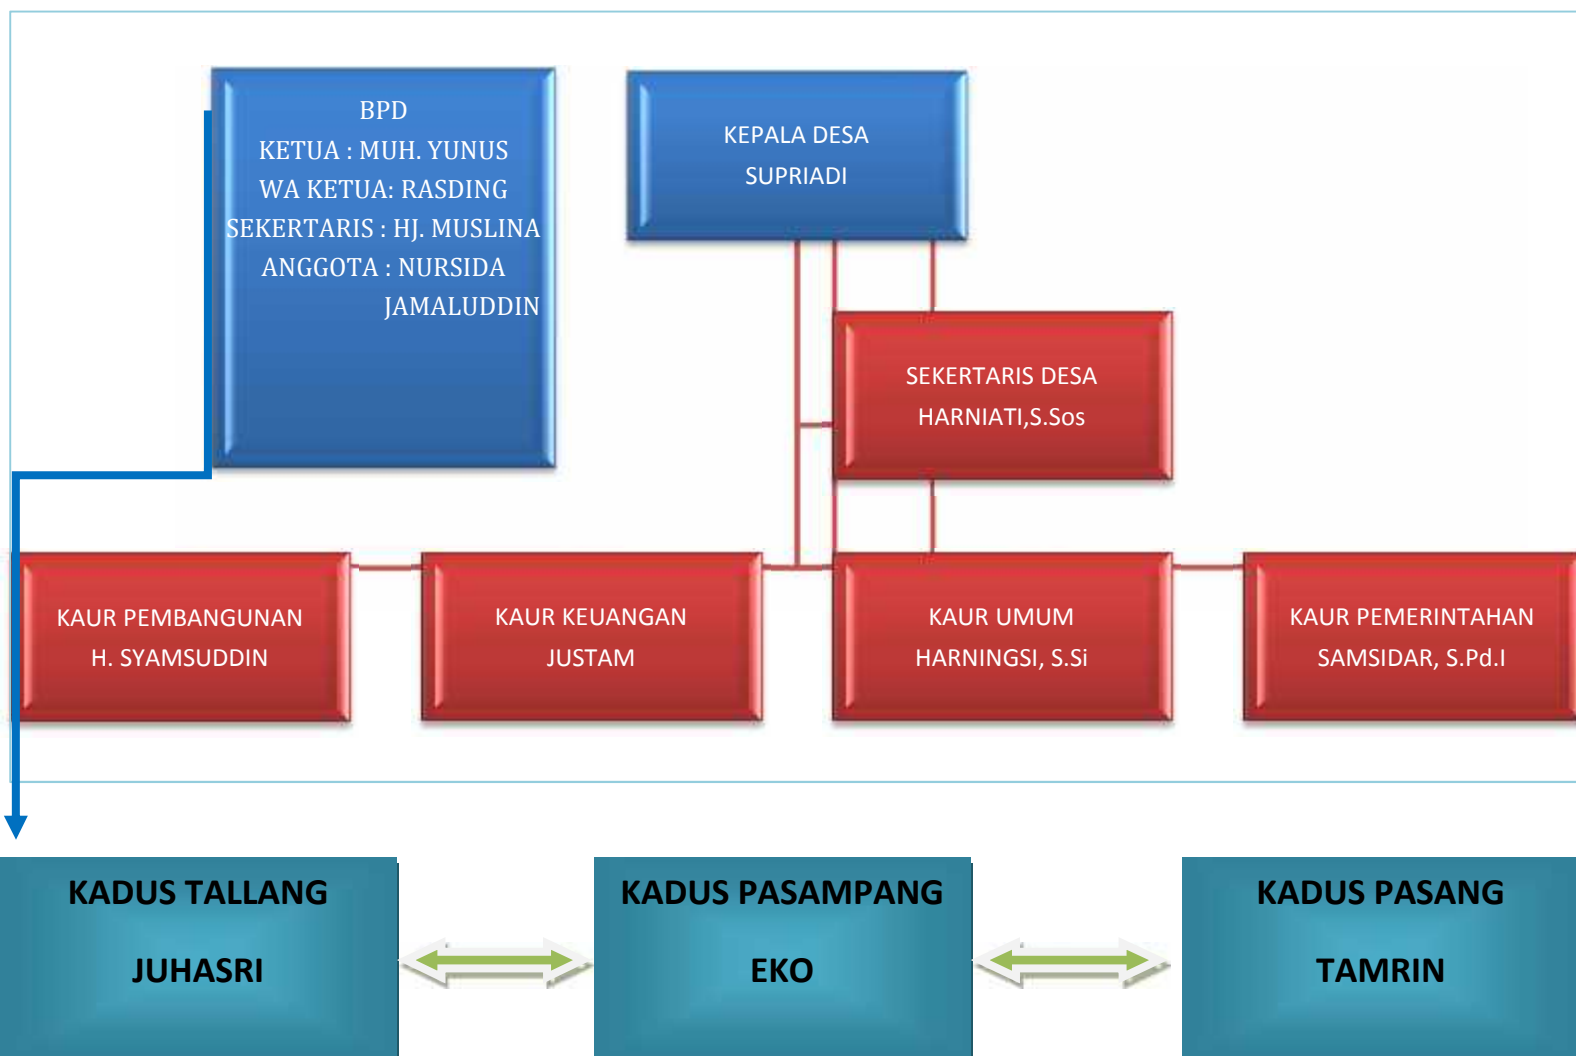 BPD
KETUA : MUH. YUNUS
WA KETUA: RASDING
SEKERTARIS : HJ. MUSLINA
ANGGOTA : NURSIDA
JAMALUDDIN
KEPALA DESA
SUPRIADI
SEKERTARIS DESA
HARNIATI,S.Sos
KAUR PEMBANGUNAN
H. SYAMSUDDIN
KAUR KEUANGAN
JUSTAM
KAUR UMUM
HARNINGSI, S.Si
KAUR PEMERINTAHAN
SAMSIDAR, S.Pd.I
KADUS TALLANG
JUHASRI
KADUS PASAMPANG
EKO
KADUS PASANG
TAMRIN